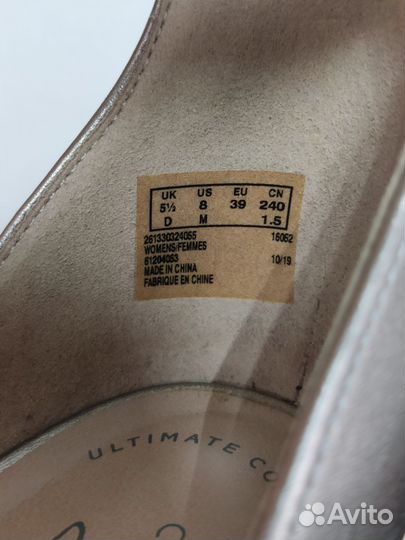 UK US EU CN
5½ 8 39 240
D M 1.5
261330324055 16052
WOMENS/FEMMES
61204053 10/19
MADE IN CHINA
FABRIQUE EN CHINE
ULTIMATE CO
Avito